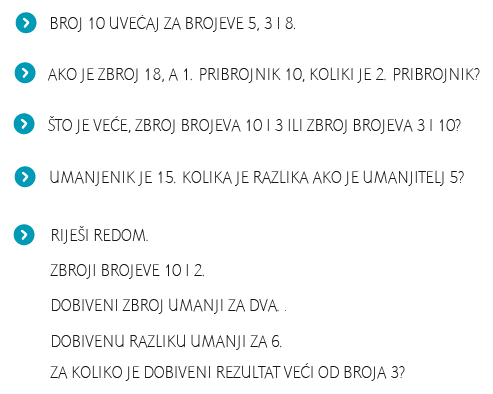 BROJ 10 UVEĆAJ ZA BROJEVE 5, 3 I 8.
AKO JE ZBROJ 18, A 1. PRIBROJNIK 10, KOLIKI JE 2. PRIBROJNIK?
ŠTO JE VEĆE, ZBROJ BROJEVA 10 I 3 ILI ZBROJ BROJEVA 3 I 10?
UMANJENIK JE 15. KOLIKA JE RAZLIKA AKO JE UMANJITELJ 5?
RIJEŠI REDOM.
ZBROJI BROJEVE 10 I 2.
DOBIVENI ZBROJ UMANJI ZA DVA. .
DOBIVENU RAZLIKU UMANJI ZA 6.
ZA KOLIKO JE DOBIVENI REZULTAT VEĆI OD BROJA 3?